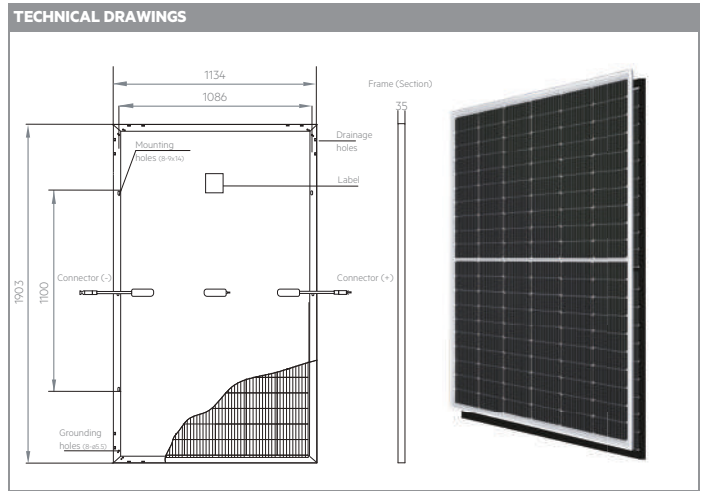 TECHNICAL DRAWINGS
1134
1086
Frame (Section)
35
Mounting
holes (8-9x14)
Drainage
holes
Label
Connector (-)
Connector (+)
1903
1100
Grounding
holes (8-ø5.5)